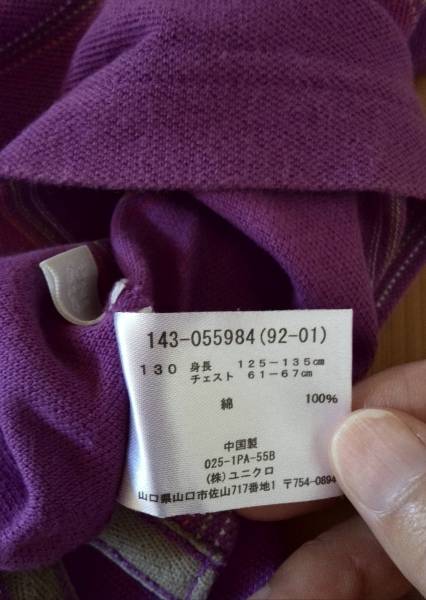 143-055984(92-01)
130 身長 125-135cm
チェスト 61-67cm
綿 100%
中国製
025-1PA-55B
(株)ユニクロ
山口県山口市佐山717番地1 〒754-0894